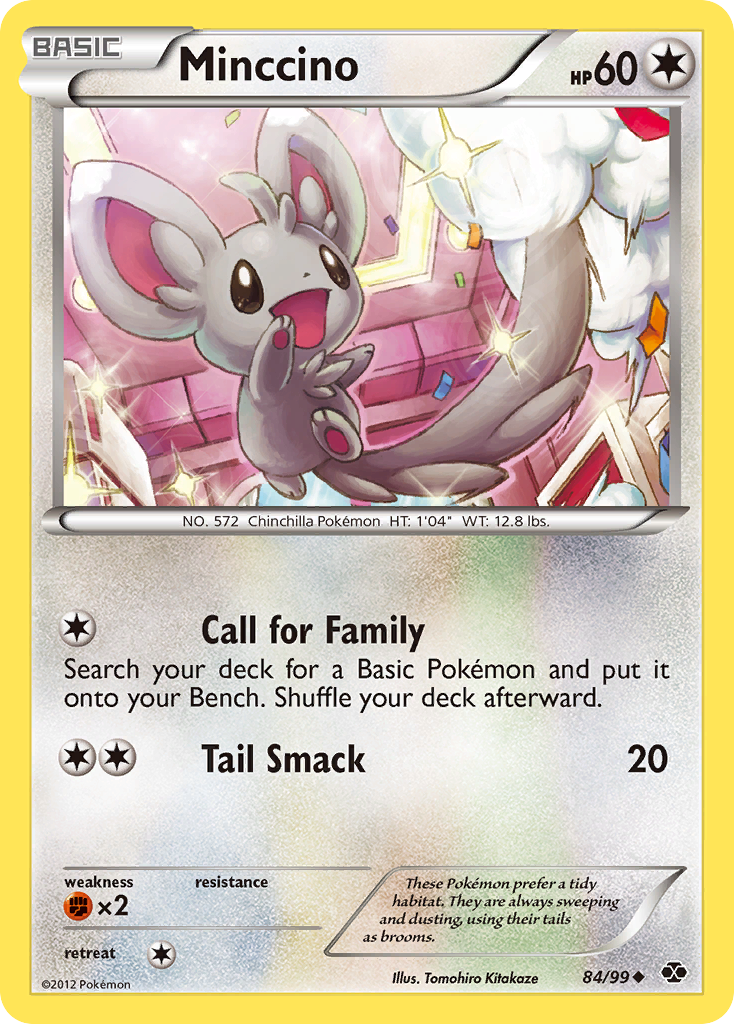 BASIC
Minccino
HP60
NO. 572 Chinchilla Pokémon HT: 1'04" WT: 12.8 lbs.
Call for Family
Search your deck for a Basic Pokémon and put it
onto your Bench. Shuffle your deck afterward.
Tail Smack 20
weakness resistance
×2
These Pokémon prefer a tidy
habitat. They are always sweeping
and dusting, using their tails
as brooms.
retreat
©2012 Pokémon
Illus. Tomohiro Kitakaze
84/99